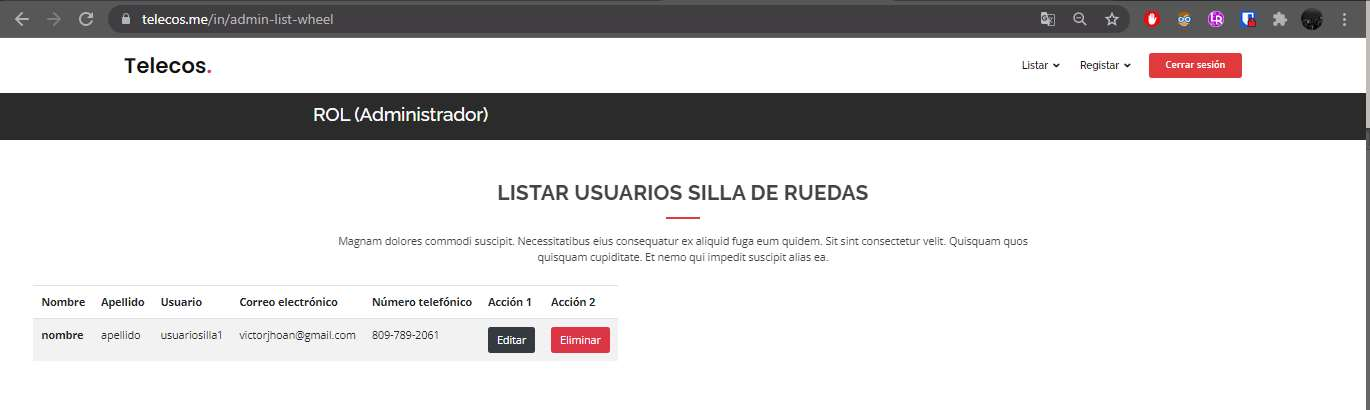 telecos.me/in/admin-list-wheel
Telecos.
Listar
Registar
Cerrar sesión
ROL (Administrador)
LISTAR USUARIOS SILLA DE RUEDAS
Magnam dolores commodi suscipit. Necessitatibus eius consequatur ex aliquid fuga eum quidem. Sit sint consectetur velit. Quisquam quos
quisquam cupiditate. Et nemo qui impedit suscipit alias ea.
Nombre Apellido Usuario Correo electrónico Número telefónico Acción 1 Acción 2
nombre apellido usuariosilla1 victorjhoan@gmail.com 809-789-2061 Editar Eliminar